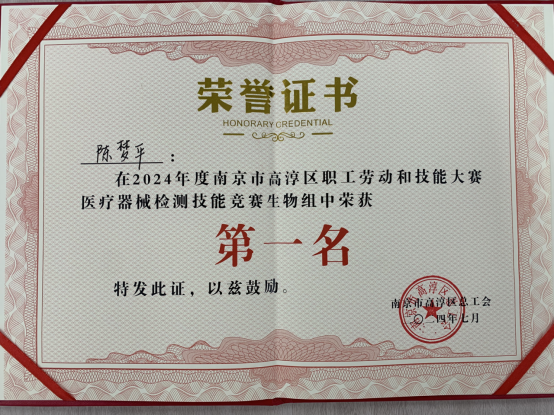 荣誉证书
HONORARY CREDENTIAL
陈梦平：
在2024年度南京市高淳区职工劳动和技能大赛
医疗器械检测技能竞赛生物组中荣获
第一名
特发此证，以兹鼓励。
南京市高淳区总工会
二〇二四年七月